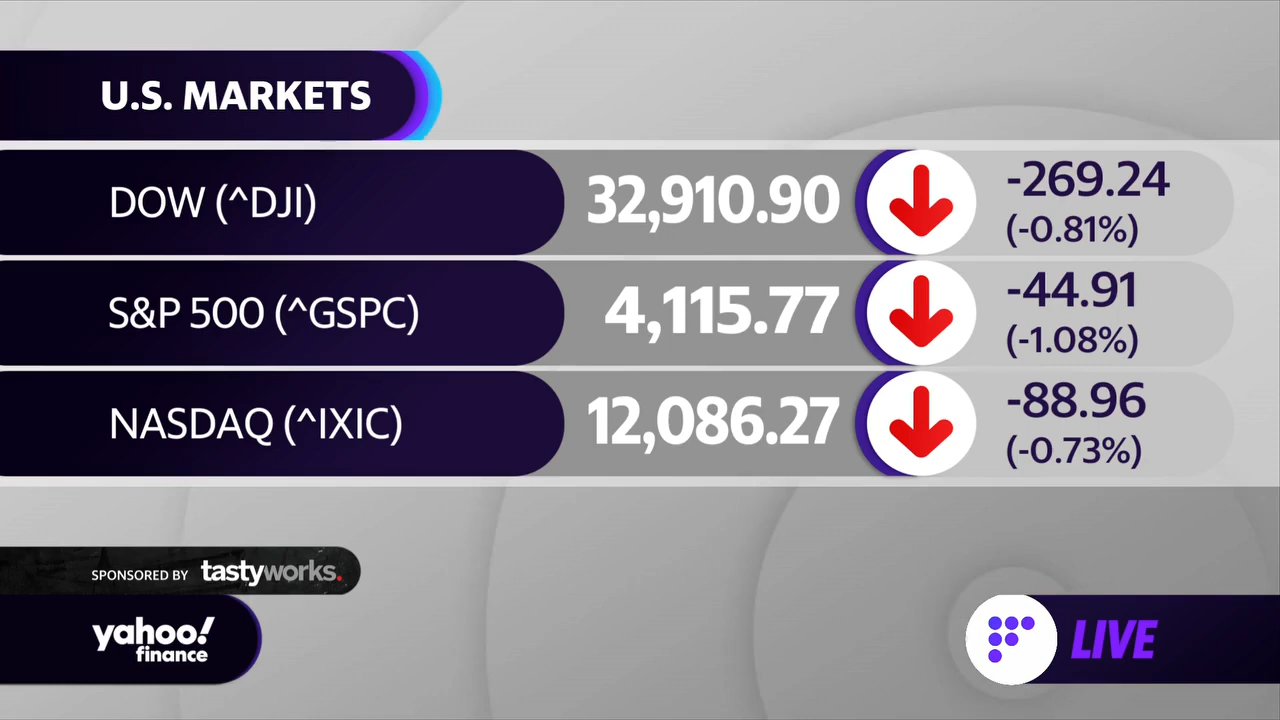 U.S. MARKETS
DOW (^DJI) 32,910.90 -269.24
(-0.81%)
S&P 500 (^GSPC) 4,115.77 -44.91
(-1.08%)
NASDAQ (^IXIC) 12,086.27 -88.96
(-0.73%)
SPONSORED BY tastyworks.
yahoo!
finance
LIVE